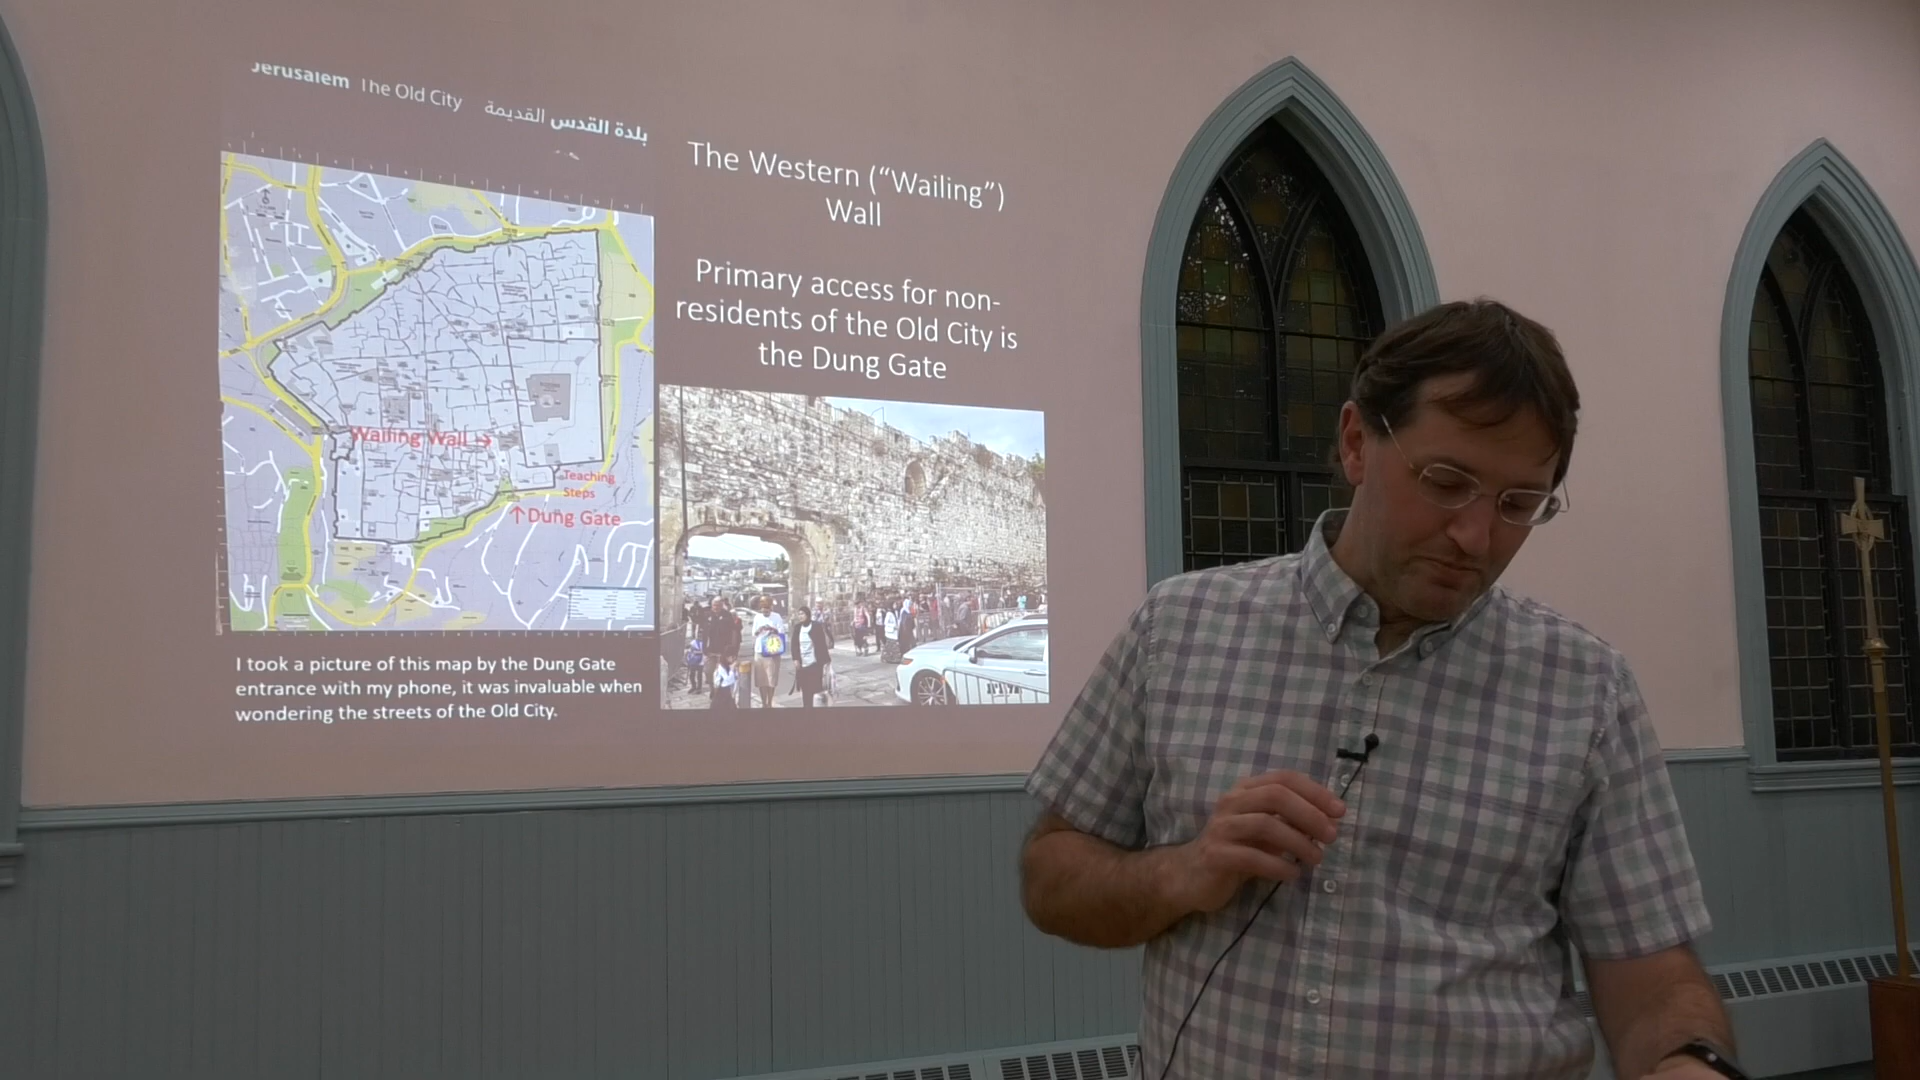 Jerusalem The Old City بلدة القدس القديمة
The Western (“Wailing”)
Wall
Primary access for non-
residents of the Old City is
the Dung Gate
Wailing Wall →
Teaching
Steps
↑Dung Gate
I took a picture of this map by the Dung Gate
entrance with my phone, it was invaluable when
wondering the streets of the Old City.